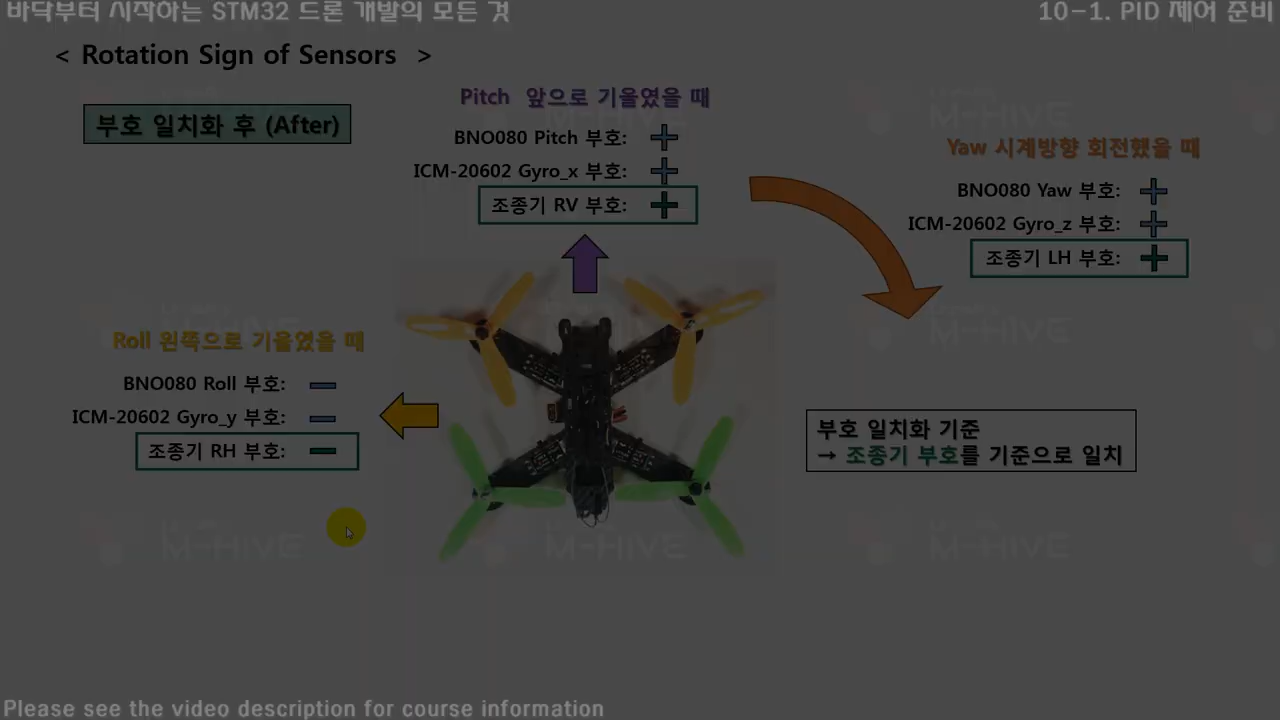 바닥부터 시작하는 STM32 드론 개발의 모든 것
10-1. PID 제어 준비
< Rotation Sign of Sensors >
부호 일치화 후 (After)
Pitch 앞으로 기울였을 때
BNO080 Pitch 부호: +
ICM-20602 Gyro_x 부호: +
조종기 RV 부호: +
Yaw 시계방향 회전했을 때
BNO080 Yaw 부호: +
ICM-20602 Gyro_z 부호: +
조종기 LH 부호: +
Roll 왼쪽으로 기울였을 때
BNO080 Roll 부호: -
ICM-20602 Gyro_y 부호: -
조종기 RH 부호: -
부호 일치화 기준
→ 조종기 부호를 기준으로 일치
M-HIVE
M-HIVE
M-HIVE
M-HIVE
M-HIVE
M-HIVE
M-HIVE
Please see the video description for course information